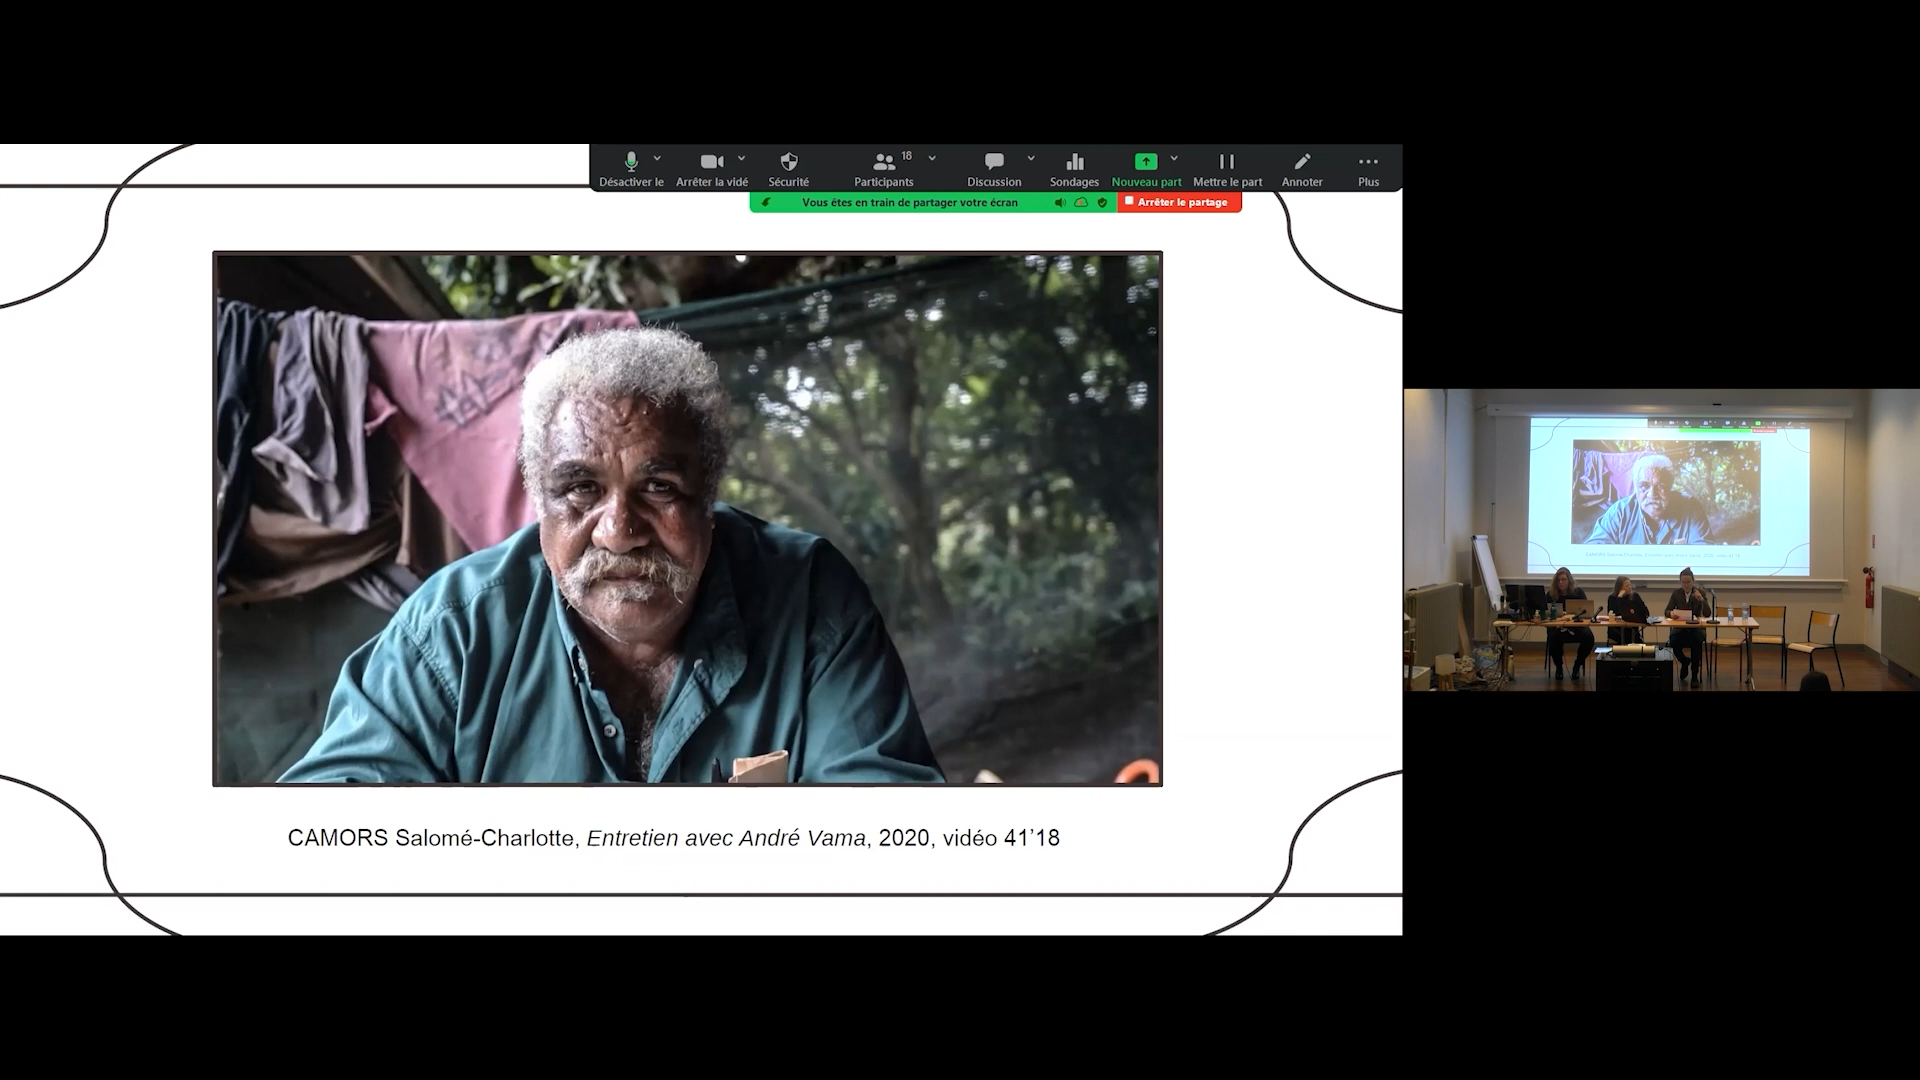 18
Désactiver le
Arrêter la vidé
Sécurité
Participants
Discussion
Sondages
Nouveau part
Mettre le part
Annoter
Plus
Vous êtes en train de partager votre écran
Arrêter le partage
CAMORS Salomé-Charlotte, Entretien avec André Vama, 2020, vidéo 41’18